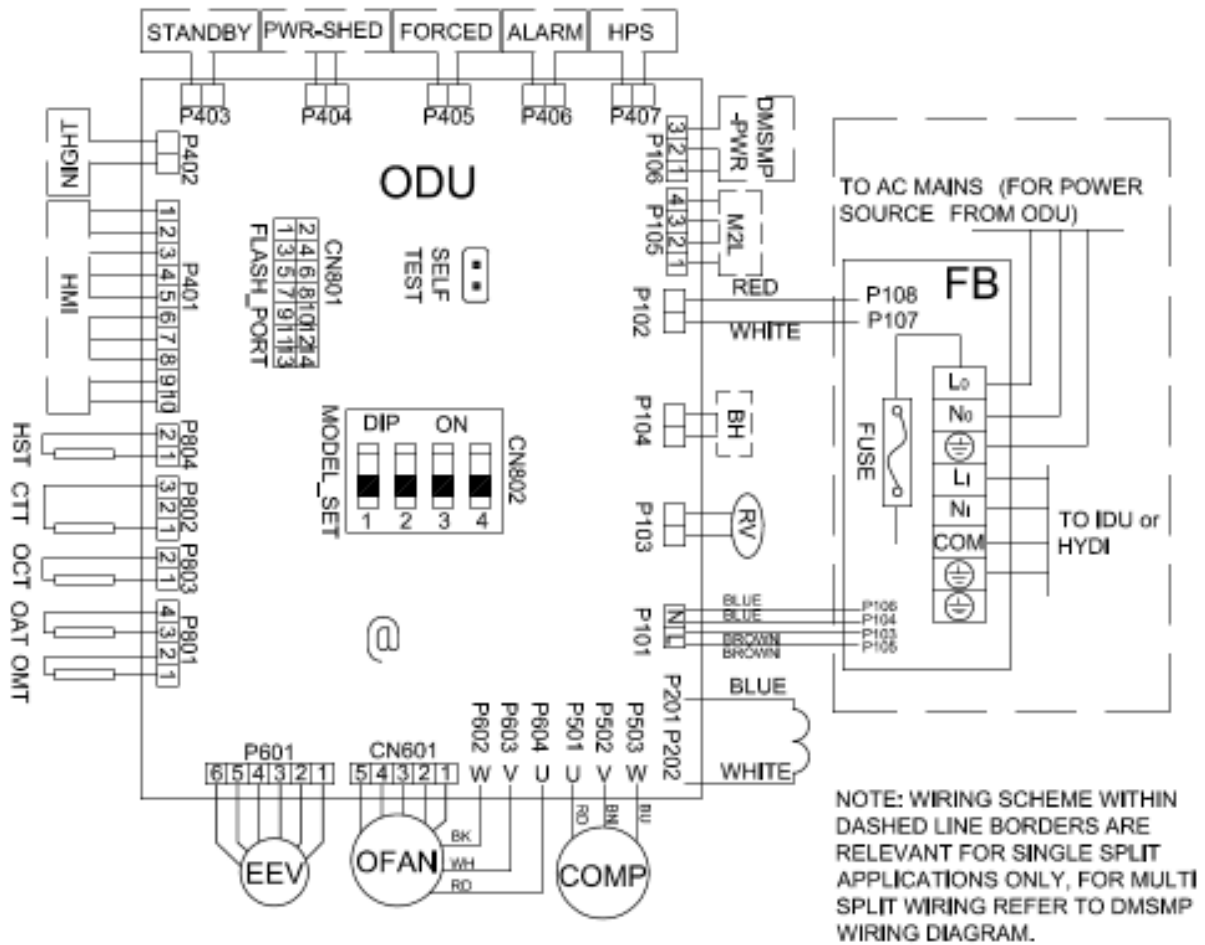 STANDBY PWR-SHED FORCED ALARM HPS
P403 P404 P405 P406 P407
NIGHT
P402
HMI
1 2 3 4 5 6 7 8 9 10
P401
HST
2 1
P804
CTT
3 2 1
P802
OCT
2 1
P803
OAT
OMT
4 3 2 1
P801
ODU
FLASH_PORT
1 3 5 7 9 11 13
2 4 6 8 10 12 14
CN801
SELF
TEST
MODEL_SET
DIP ON
1 2 3 4
CN802
@
P106
3 2 1
DMSMP
-PWR
P105
4 3 2 1
M2L
P102
RED
WHITE
P104
BH
P103
RV
P101
N
L
BLUE
BLUE
BROWN
BROWN
P201 P202
BLUE
WHITE
TO AC MAINS (FOR POWER
SOURCE FROM ODU)
FB
P108
P107
FUSE
L0
N0
LI
NI
COM
TO IDU or
HYDI
P106
P104
P103
P105
P601
6 5 4 3 2 1
EEV
CN601
5 4 3 2 1
OFAN
P602 P603 P604 P501 P502 P503
W V U U V W
BK
WH
RD
RD BN BU
COMP
NOTE: WIRING SCHEME WITHIN
DASHED LINE BORDERS ARE
RELEVANT FOR SINGLE SPLIT
APPLICATIONS ONLY, FOR MULTI
SPLIT WIRING REFER TO DMSMP
WIRING DIAGRAM.